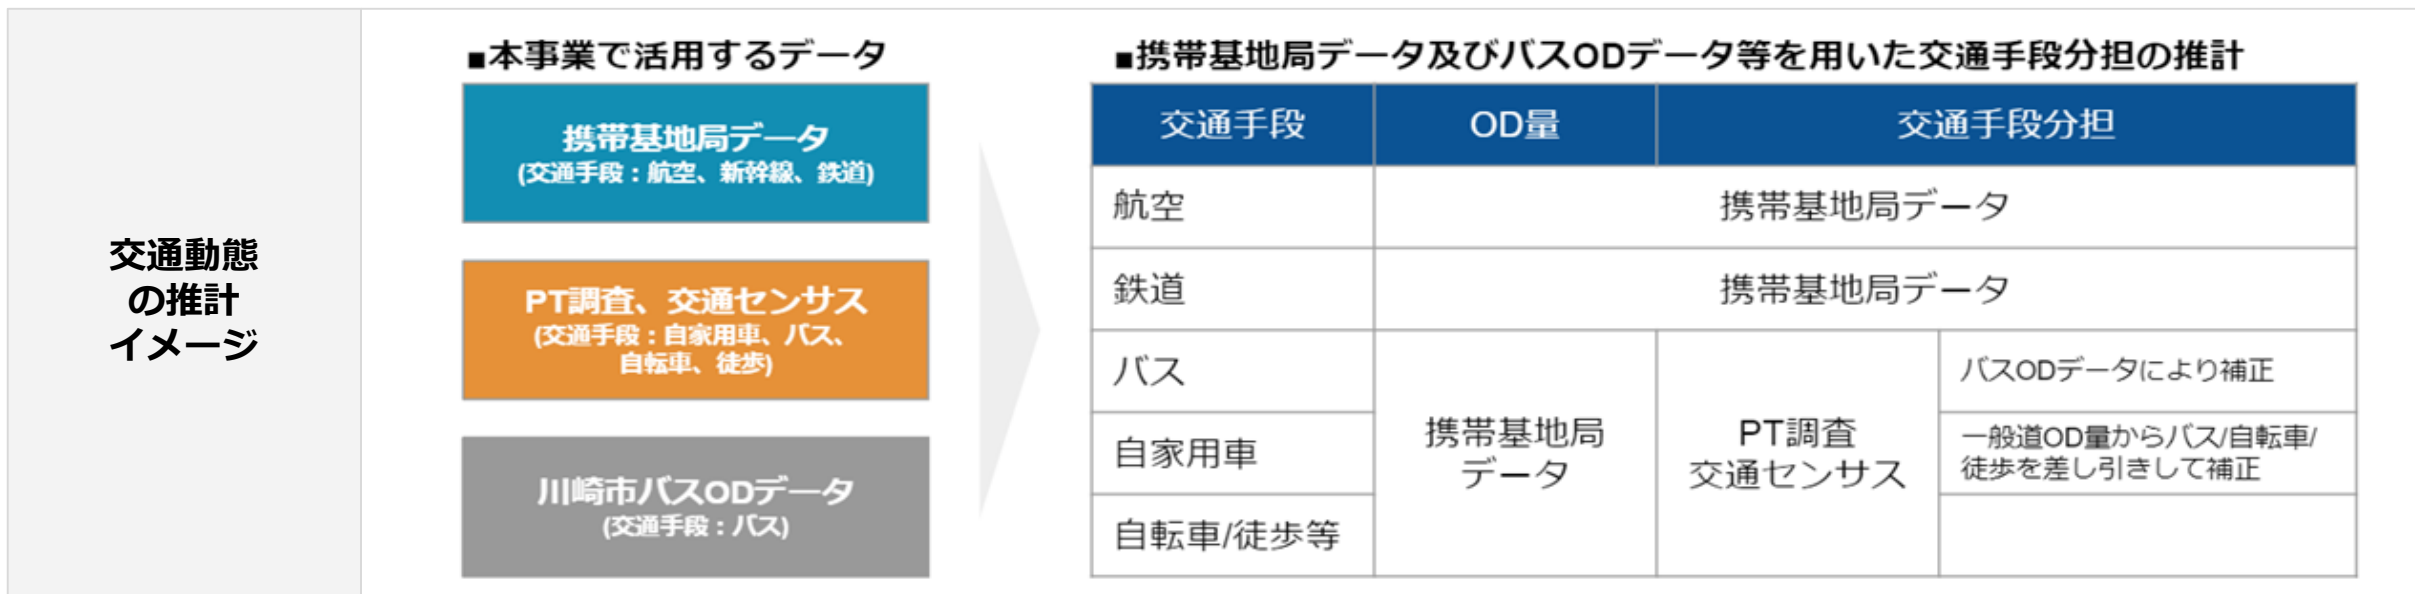 交通動態
の推計
イメージ
■本事業で活用するデータ
携帯基地局データ
(交通手段：航空、新幹線、鉄道)
PT調査、交通センサス
(交通手段：自家用車、バス、
自転車、徒歩)
川崎市バスODデータ
(交通手段：バス)
■携帯基地局データ及びバスODデータ等を用いた交通手段分担の推計
交通手段 OD量 交通手段分担
航空 携帯基地局データ
鉄道 携帯基地局データ
バス
自家用車
自転車/徒歩等
携帯基地局
データ
PT調査
交通センサス
バスODデータにより補正
一般道OD量からバス/自転車/
徒歩を差し引きして補正